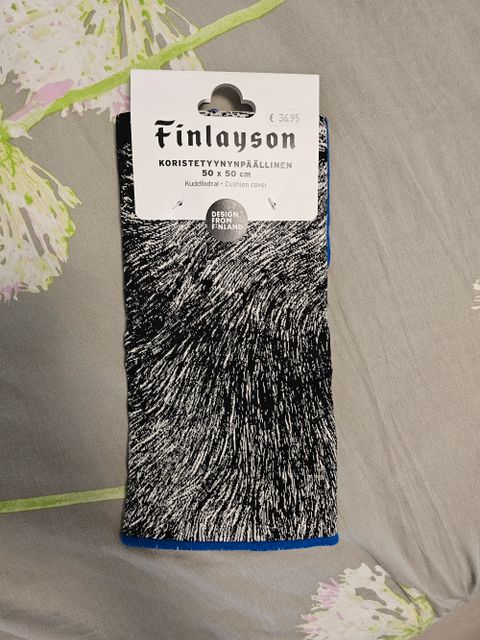 € 36.95
Finlayson
KORISTETYYNYNPÄÄLLINEN
50 x 50 cm
Kuddfodral • Cushion cover
DESIGN
FROM
FINLAND